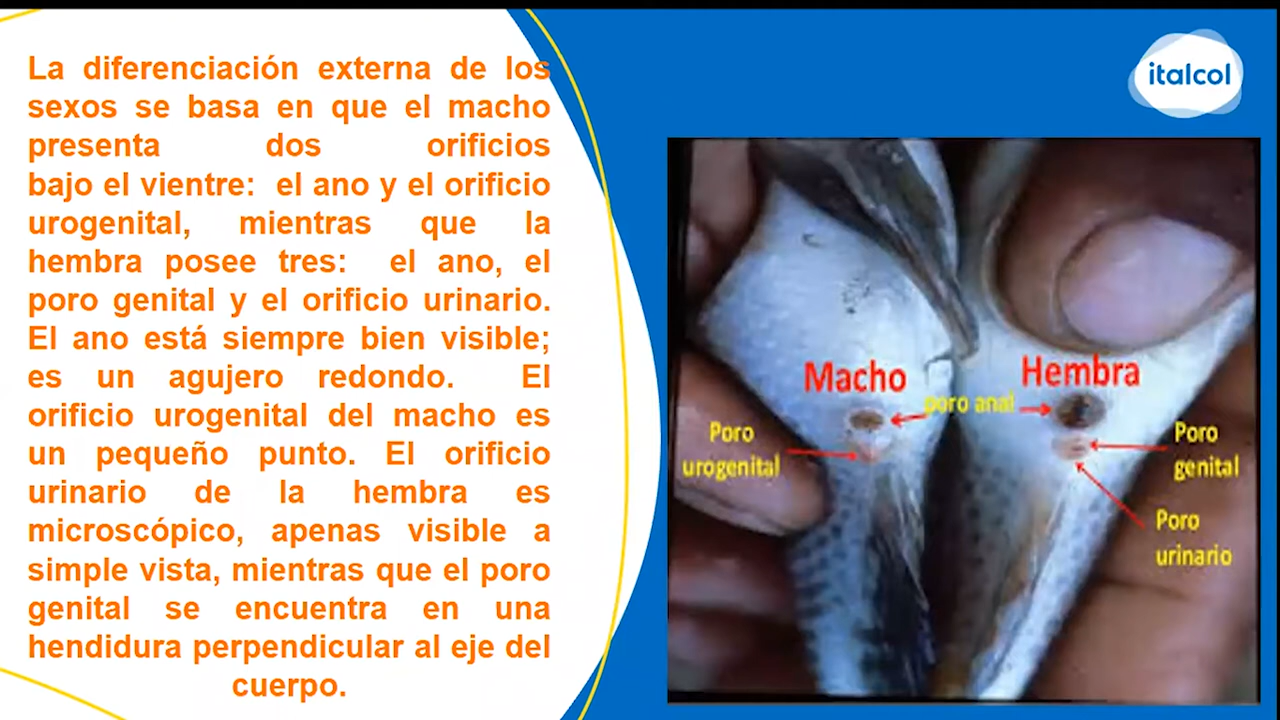 La diferenciación externa de los
sexos se basa en que el macho
presenta dos orificios
bajo el vientre: el ano y el orificio
urogenital, mientras que la
hembra posee tres: el ano, el
poro genital y el orificio urinario.
El ano está siempre bien visible;
es un agujero redondo. El
orificio urogenital del macho es
un pequeño punto. El orificio
urinario de la hembra es
microscópico, apenas visible a
simple vista, mientras que el poro
genital se encuentra en una
hendidura perpendicular al eje del
cuerpo.
italcol
Macho
Hembra
poro anal
Poro
urogenital
Poro
genital
Poro
urinario